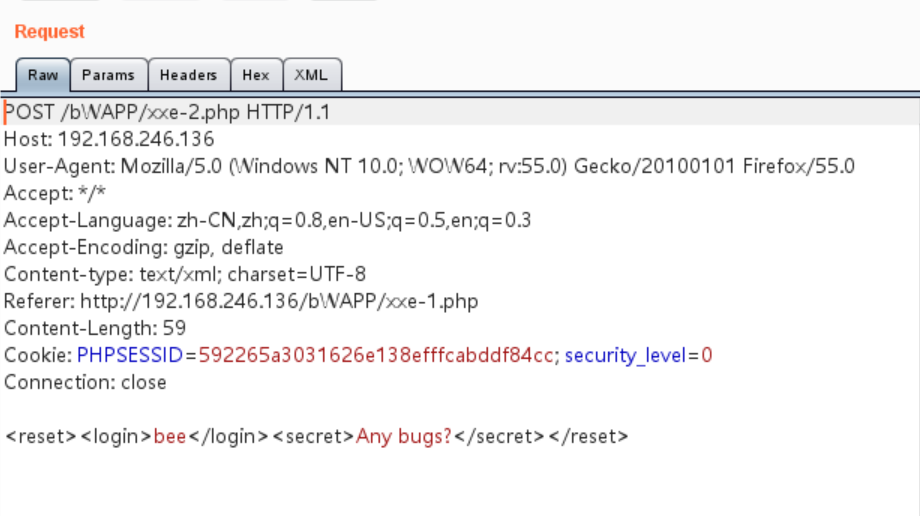 Request
Raw Params Headers Hex XML
POST /bWAPP/xxe-2.php HTTP/1.1
Host: 192.168.246.136
User-Agent: Mozilla/5.0 (Windows NT 10.0; WOW64; rv:55.0) Gecko/20100101 Firefox/55.0
Accept: */*
Accept-Language: zh-CN,zh;q=0.8,en-US;q=0.5,en;q=0.3
Accept-Encoding: gzip, deflate
Content-type: text/xml; charset=UTF-8
Referer: http://192.168.246.136/bWAPP/xxe-1.php
Content-Length: 59
Cookie: PHPSESSID=592265a3031626e138efffcabddf84cc; security_level=0
Connection: close
<reset><login>bee</login><secret>Any bugs?</secret></reset>